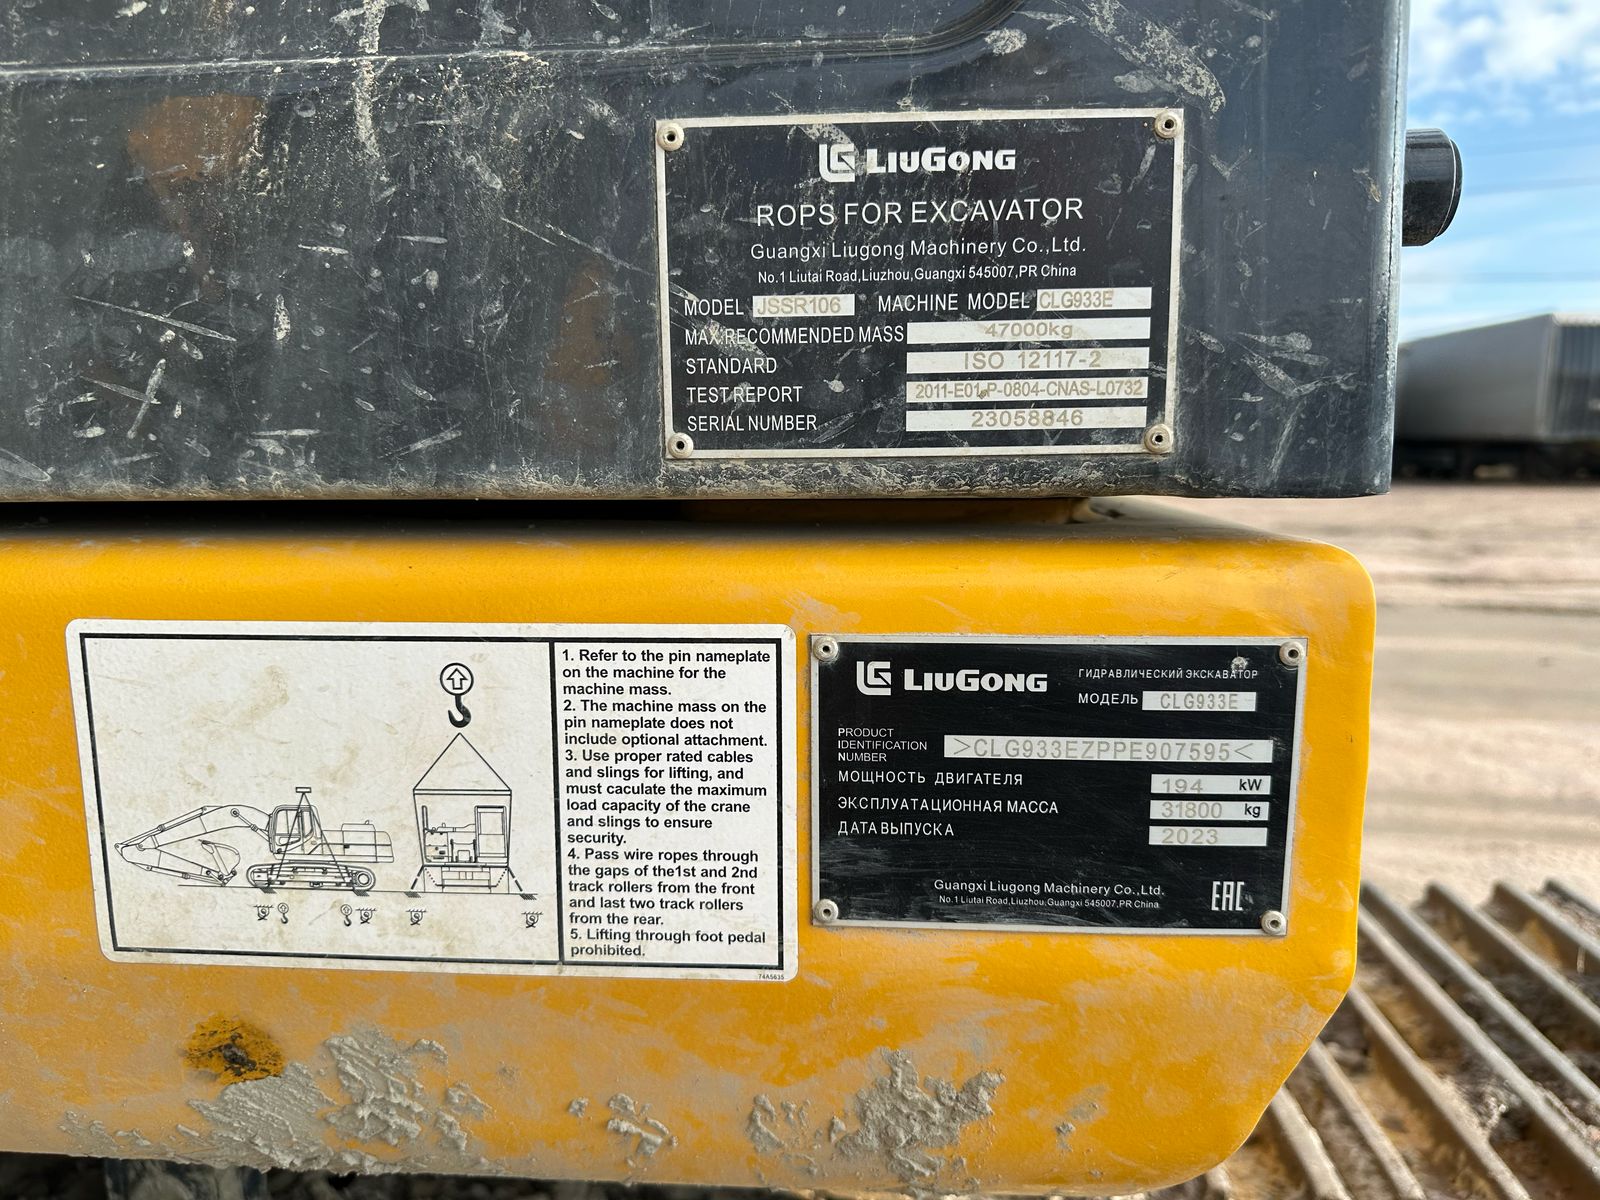 LIUGONG
ROPS FOR EXCAVATOR
Guangxi Liugong Machinery Co.,Ltd.
No.1 Liutai Road,Liuzhou,Guangxi 545007,PR China
MODEL JSSR106 MACHINE MODEL CLG933E
MAX.RECOMMENDED MASS 47000kg
STANDARD ISO 12117-2
TEST REPORT 2011-E01-P-0804-CNAS-L0732
SERIAL NUMBER 23058846
1. Refer to the pin nameplate
on the machine for the
machine mass.
2. The machine mass on the
pin nameplate does not
include optional attachment.
3. Use proper rated cables
and slings for lifting, and
must caculate the maximum
load capacity of the crane
and slings to ensure
security.
4. Pass wire ropes through
the gaps of the1st and 2nd
track rollers from the front
and last two track rollers
from the rear.
5. Lifting through foot pedal
prohibited.
74A5635
LIUGONG
ГИДРАВЛИЧЕСКИЙ ЭКСКАВАТОР
МОДЕЛЬ CLG933E
PRODUCT
IDENTIFICATION
NUMBER
>CLG933EZPPE907595<
МОЩНОСТЬ ДВИГАТЕЛЯ 194 kW
ЭКСПЛУАТАЦИОННАЯ МАССА 31800 kg
ДАТА ВЫПУСКА 2023
Guangxi Liugong Machinery Co.,Ltd.
No.1 Liutai Road,Liuzhou,Guangxi 545007,PR China
EAC